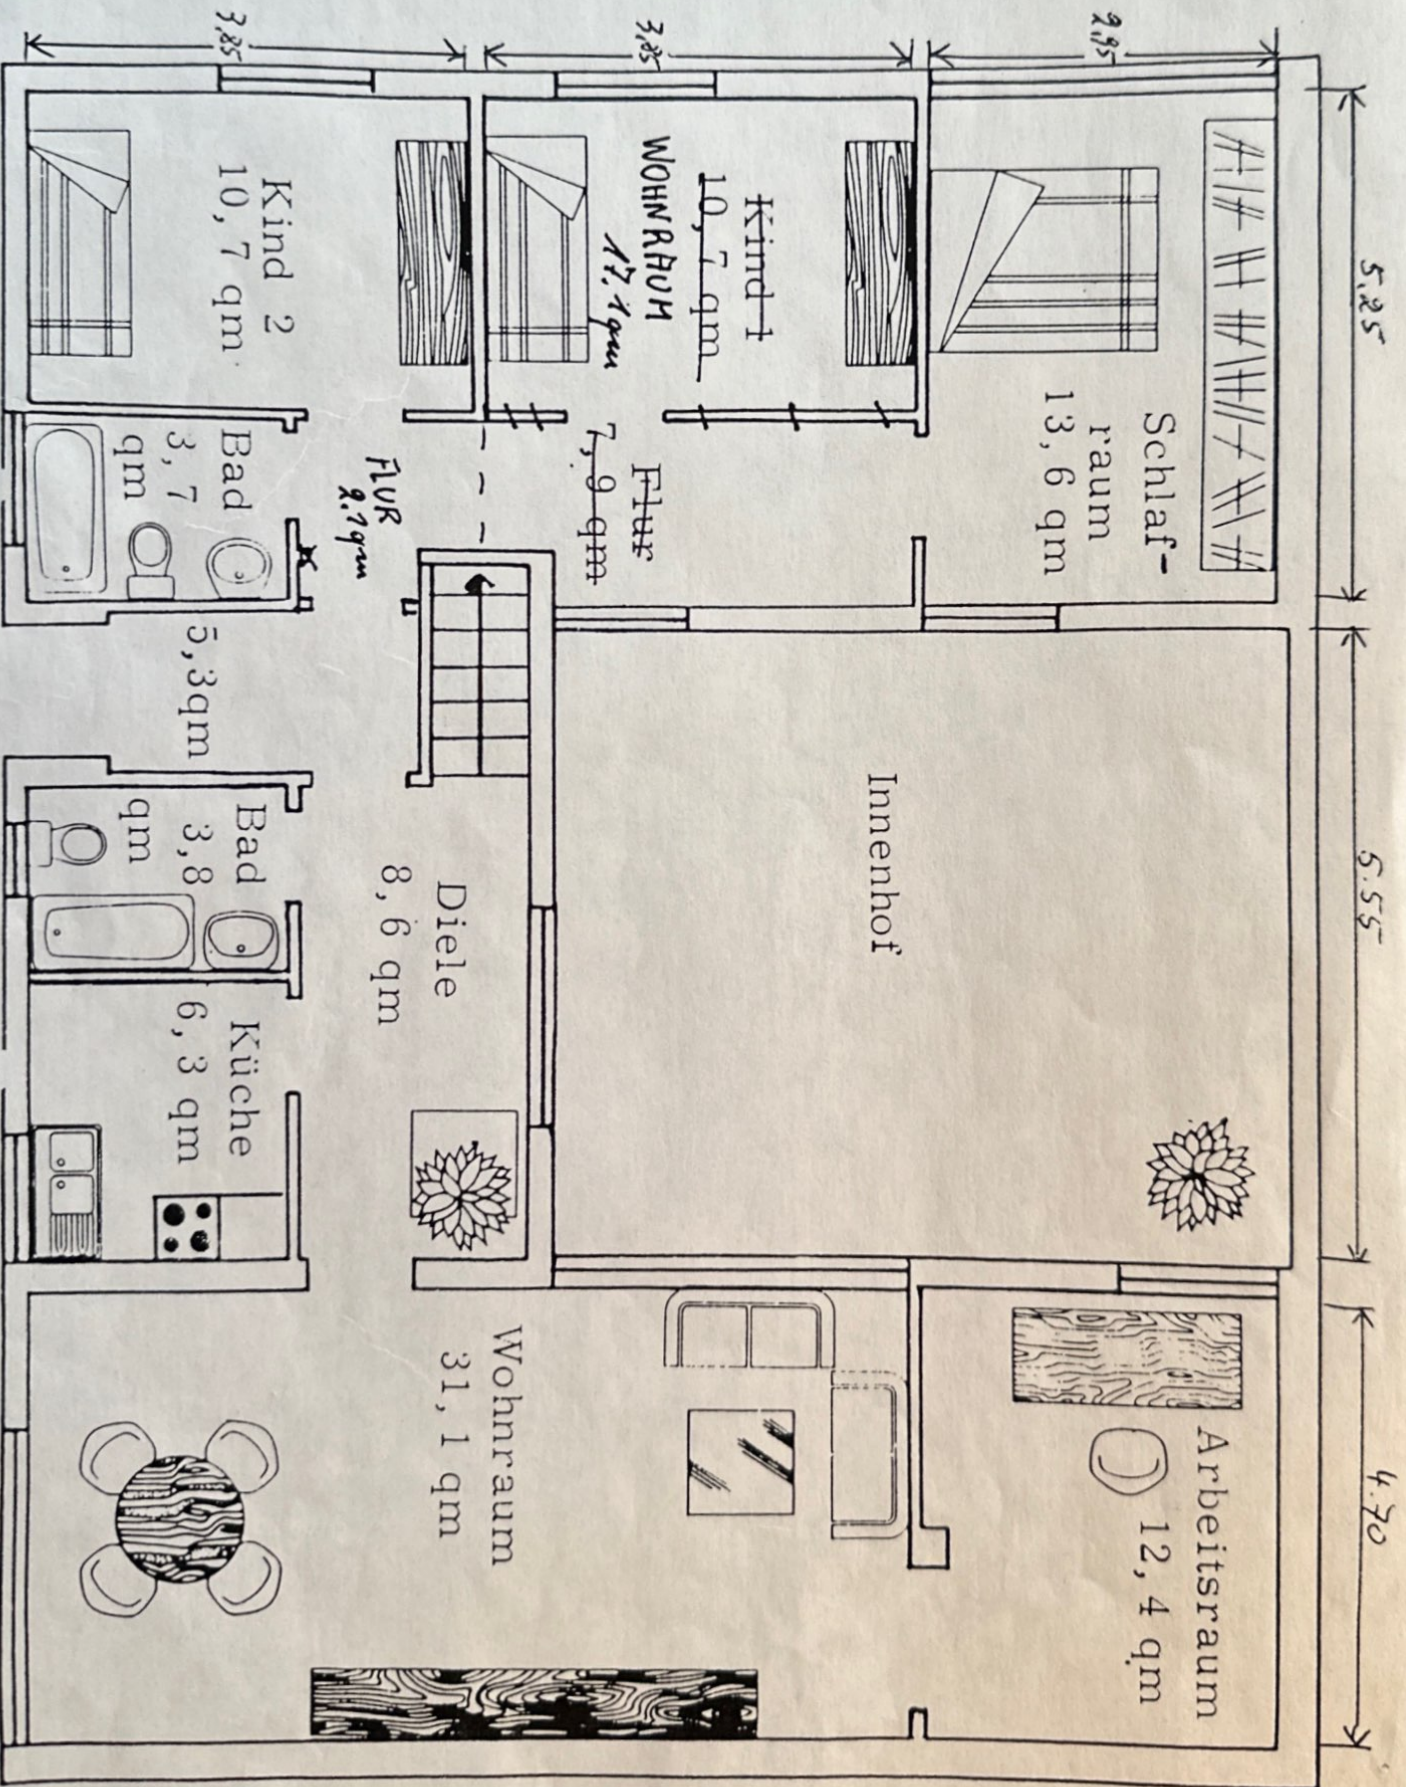 5.25
5.55
4.70
2,95
3,85
3,85
Schlaf-
raum
13,6 qm
Kind 1
10,7 qm
WOHNRAUM
17,1 qm
Flur
7,9 qm
Kind 2
10,7 qm
FLUR
2.7 qm
Bad
3,7
qm
5,3qm
Innenhof
Diele
8,6 qm
Bad
3,8
qm
Küche
6,3 qm
Arbeitsraum
12,4 qm
Wohnraum
31,1 qm